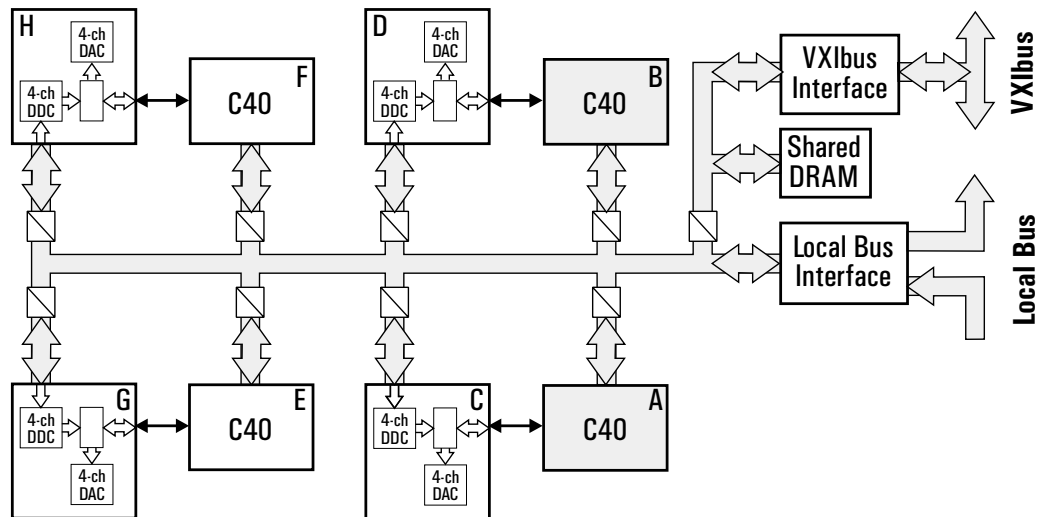 H
4-ch
DAC
4-ch
DDC
F
C40
D
4-ch
DAC
4-ch
DDC
B
C40
VXIbus
Interface
VXIbus
Shared
DRAM
Local Bus
Interface
Local Bus
G
4-ch
DDC
4-ch
DAC
E
C40
C
4-ch
DDC
4-ch
DAC
A
C40